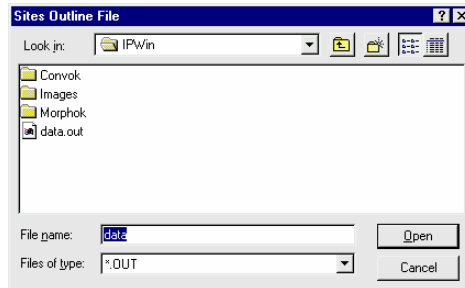 Sites Outline File
Look in: IPWin
Convok
Images
Morphok
data.out
File name: data
Open
Files of type: *.OUT
Cancel